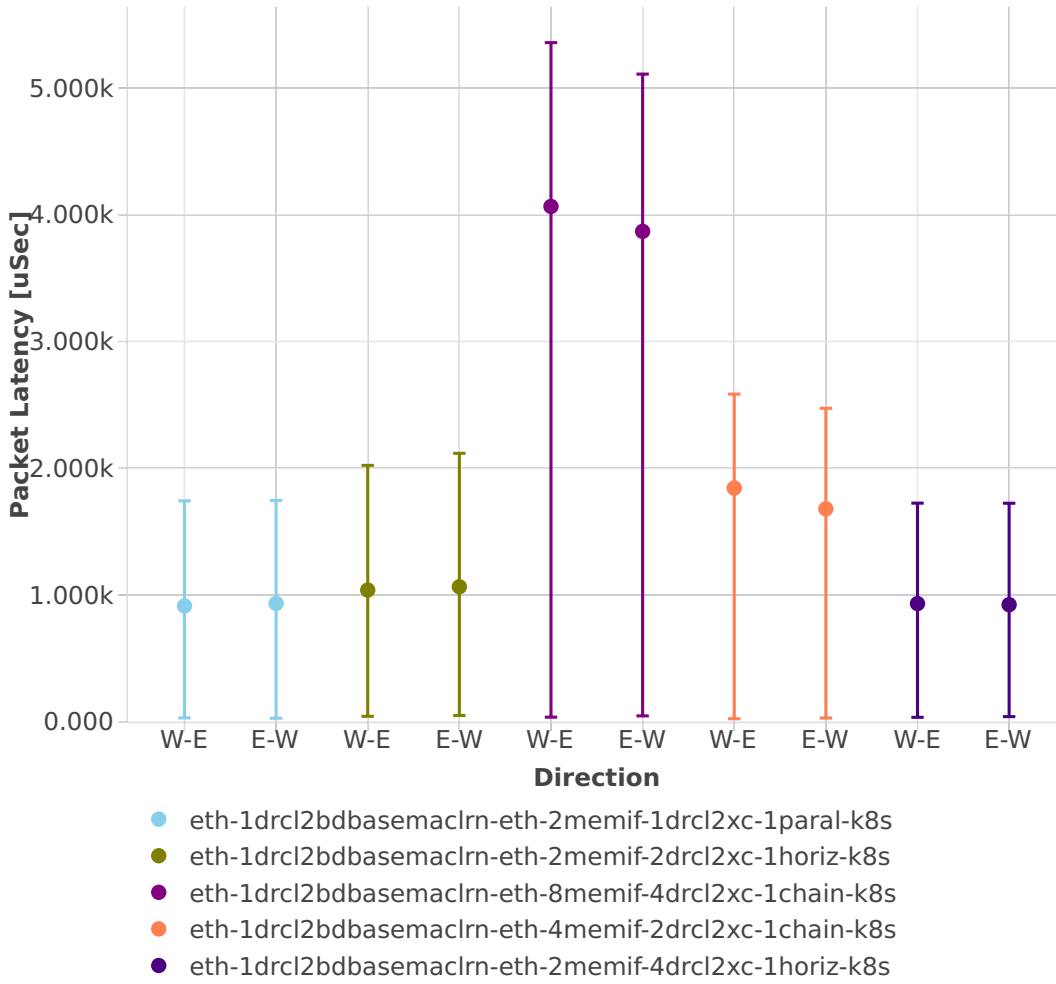 Packet Latency [uSec]
5.000k
4.000k
3.000k
2.000k
1.000k
0.000
W-E E-W W-E E-W W-E E-W W-E E-W W-E E-W
Direction
eth-1drcl2bdbasemaclrn-eth-2memif-1drcl2xc-1paral-k8s
eth-1drcl2bdbasemaclrn-eth-2memif-2drcl2xc-1horiz-k8s
eth-1drcl2bdbasemaclrn-eth-8memif-4drcl2xc-1chain-k8s
eth-1drcl2bdbasemaclrn-eth-4memif-2drcl2xc-1chain-k8s
eth-1drcl2bdbasemaclrn-eth-2memif-4drcl2xc-1horiz-k8s